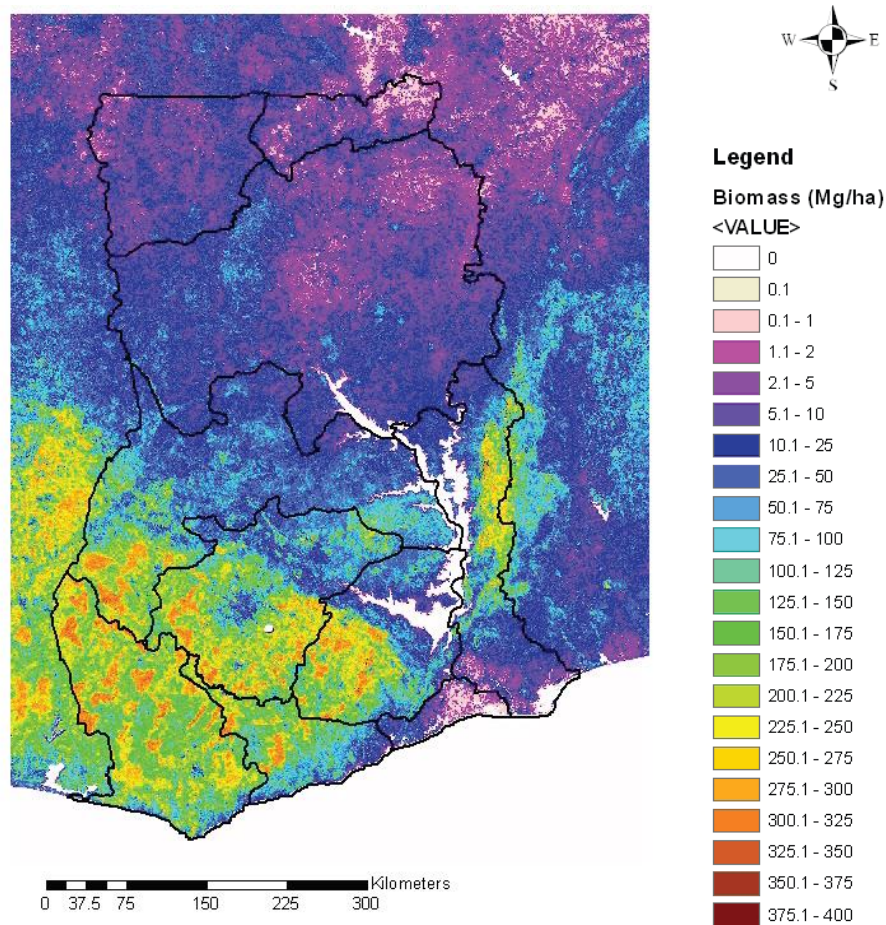 W E
S
Legend
Biomass (Mg/ha)
<VALUE>
0
0.1
0.1 - 1
1.1 - 2
2.1 - 5
5.1 - 10
10.1 - 25
25.1 - 50
50.1 - 75
75.1 - 100
100.1 - 125
125.1 - 150
150.1 - 175
175.1 - 200
200.1 - 225
225.1 - 250
250.1 - 275
275.1 - 300
300.1 - 325
325.1 - 350
350.1 - 375
375.1 - 400
Kilometers
0 37.5 75 150 225 300